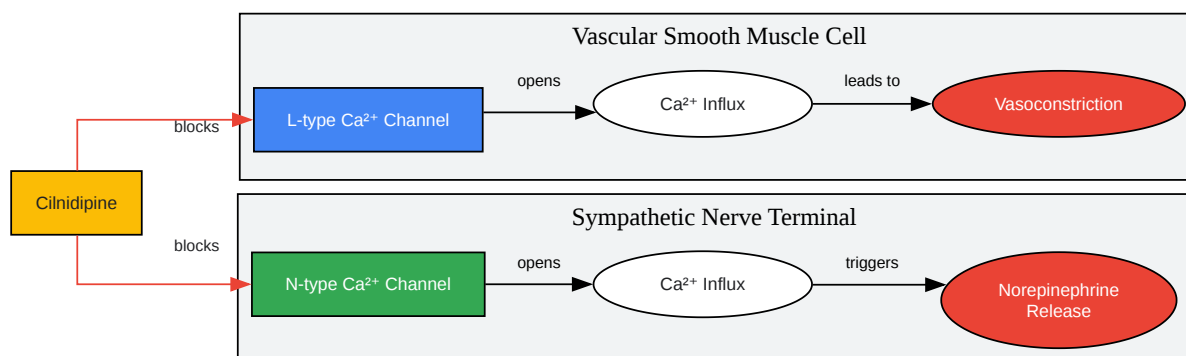 Vascular Smooth Muscle Cell
opens
leads to
L-type Ca²⁺ Channel
Ca²⁺ Influx
Vasoconstriction
blocks
Cilnidipine
Sympathetic Nerve Terminal
blocks
opens
triggers
N-type Ca²⁺ Channel
Ca²⁺ Influx
Norepinephrine
Release